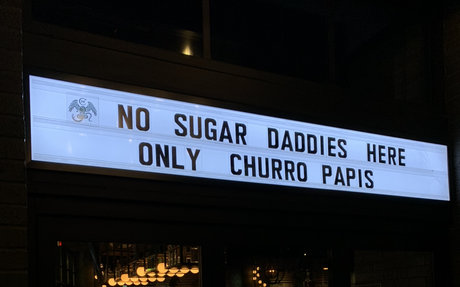 NO SUGAR DADDIES HERE
ONLY CHURRO PAPIS